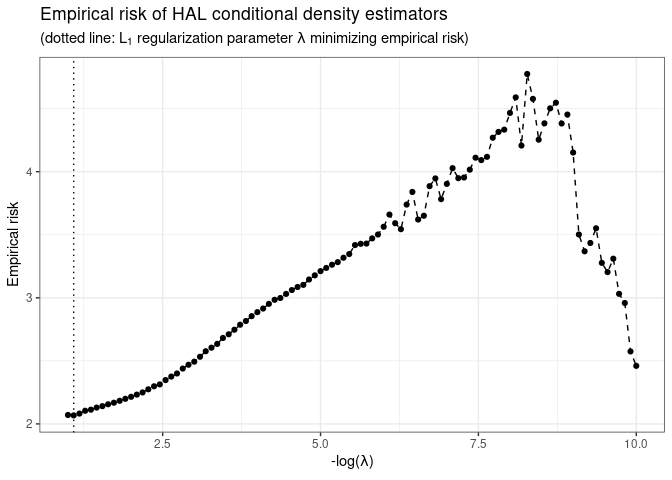 Empirical risk of HAL conditional density estimators
(dotted line: L₁ regularization parameter λ minimizing empirical risk)
Empirical risk
4
3
2
2.5 5.0 7.5 10.0
-log(λ)